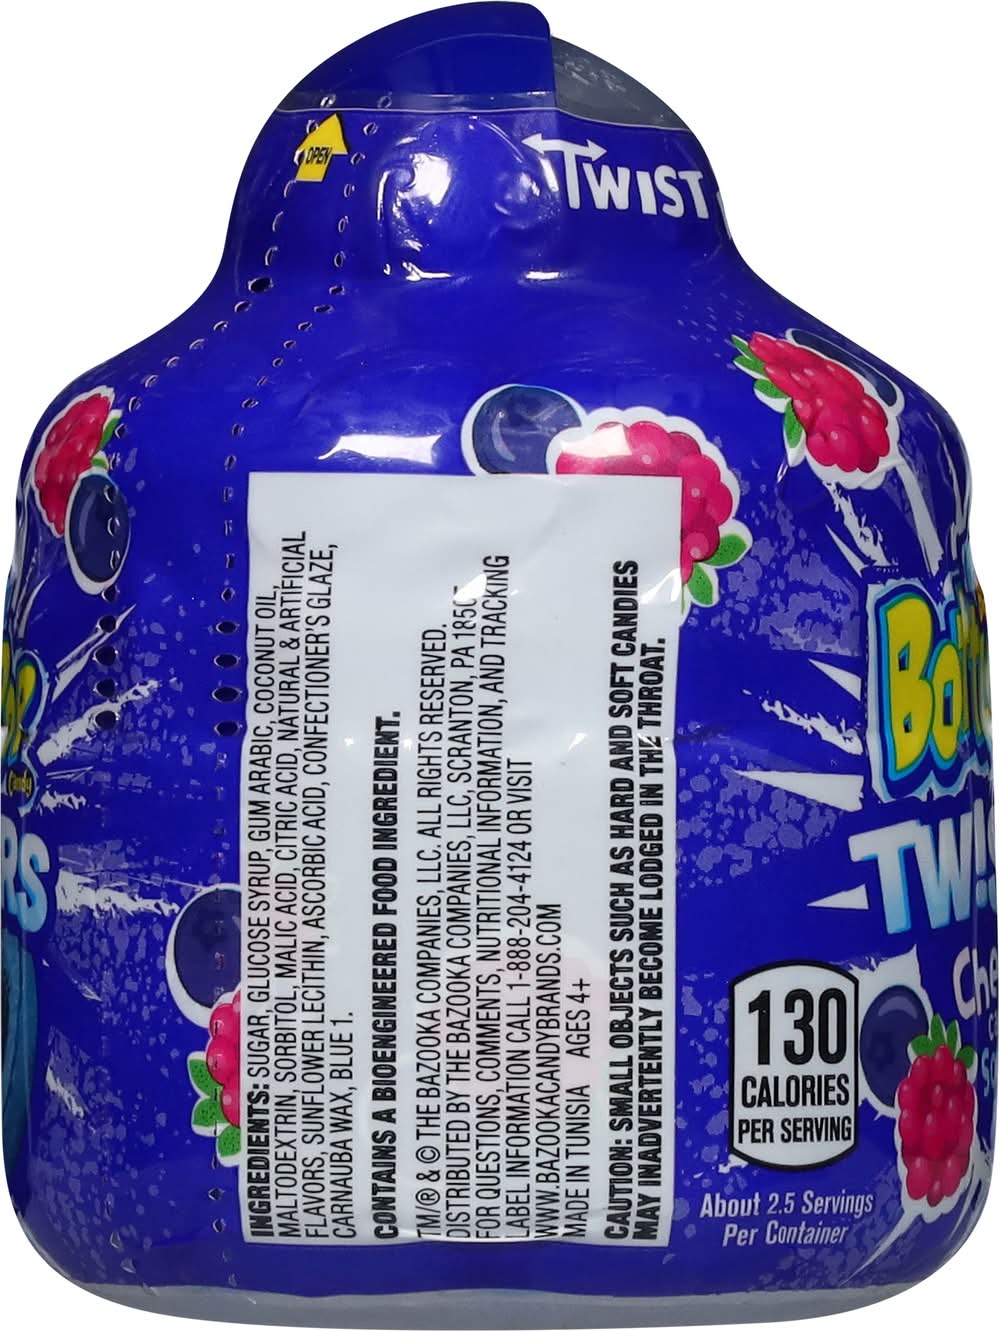 OPEN
TWIST
INGREDIENTS: SUGAR, GLUCOSE SYRUP, GUM ARABIC, COCONUT OIL,
MALTODEXTRIN, SORBITOL, MALIC ACID, CITRIC ACID, NATURAL & ARTIFICIAL
FLAVORS, SUNFLOWER LECITHIN, ASCORBIC ACID, CONFECTIONER'S GLAZE,
CARNAUBA WAX, BLUE 1.
CONTAINS A BIOENGINEERED FOOD INGREDIENT.
TM/® & © THE BAZOOKA COMPANIES, LLC. ALL RIGHTS RESERVED.
DISTRIBUTED BY THE BAZOOKA COMPANIES, LLC, SCRANTON, PA
FOR QUESTIONS, COMMENTS, NUTRITIONAL INFORMATION, AND TRACKING
LABEL INFORMATION CALL 1-888-204-4124 OR VISIT
WWW.BAZOOKACANDYBRANDS.COM
MADE IN TUNISIA AGES 4+
CAUTION: SMALL OBJECTS SUCH AS HARD AND SOFT CANDIES
MAY INADVERTENTLY BECOME LODGED IN THE THROAT.
130
CALORIES
PER SERVING
About 2.5 Servings
Per Container
Candy
RS